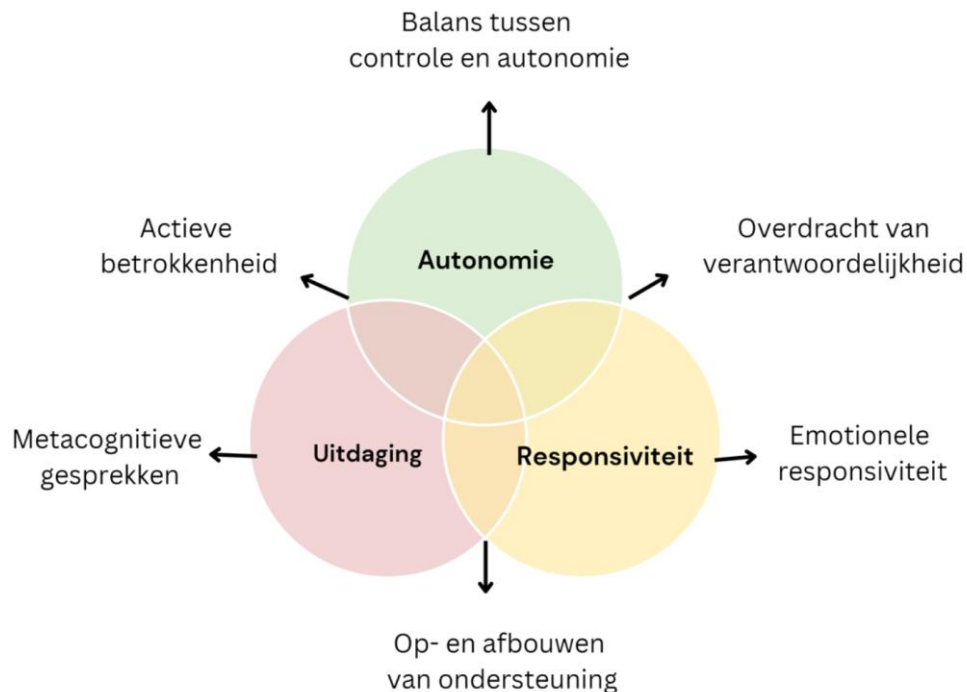 Balans tussen
controle en autonomie
Actieve
betrokkenheid
Overdracht van
verantwoordelijkheid
Autonomie
Metacognitieve
gesprekken
Uitdaging
Responsiviteit
Emotionele
responsiviteit
Op- en afbouwen
van ondersteuning